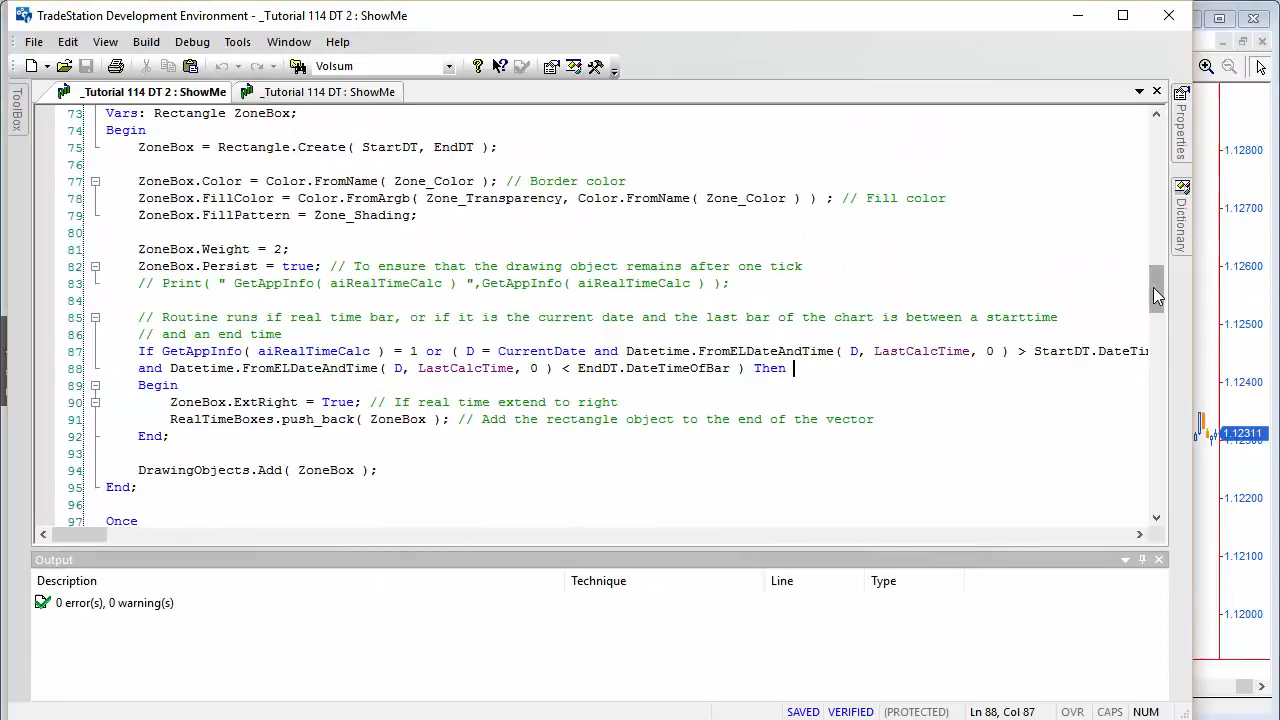 TradeStation Development Environment - _Tutorial 114 DT 2 : ShowMe
File Edit View Build Debug Tools Window Help
Volsum
_Tutorial 114 DT 2 : ShowMe _Tutorial 114 DT : ShowMe
ToolBox
Properties
Dictionary
73 Vars: Rectangle ZoneBox;
74 Begin
75 ZoneBox = Rectangle.Create( StartDT, EndDT );
76
77 ZoneBox.Color = Color.FromName( Zone_Color ); // Border color
78 ZoneBox.FillColor = Color.FromArgb( Zone_Transparency, Color.FromName( Zone_Color ) ) ; // Fill color
79 ZoneBox.FillPattern = Zone_Shading;
80
81 ZoneBox.Weight = 2;
82 ZoneBox.Persist = true; // To ensure that the drawing object remains after one tick
83 // Print( " GetAppInfo( aiRealTimeCalc ) ",GetAppInfo( aiRealTimeCalc ) );
84
85 // Routine runs if real time bar, or if it is the current date and the last bar of the chart is between a starttime
86 // and an end time
87 If GetAppInfo( aiRealTimeCalc ) = 1 or ( D = CurrentDate and Datetime.FromELDateAndTime( D, LastCalcTime, 0 ) > StartDT.DateTi
88 and Datetime.FromELDateAndTime( D, LastCalcTime, 0 ) < EndDT.DateTimeOfBar ) Then
89 Begin
90 ZoneBox.ExtRight = True; // If real time extend to right
91 RealTimeBoxes.push_back( ZoneBox ); // Add the rectangle object to the end of the vector
92 End;
93
94 DrawingObjects.Add( ZoneBox );
95 End;
96
97 Once
Output
Description Technique Line Type
0 error(s), 0 warning(s)
SAVED VERIFIED (PROTECTED) Ln 88, Col 87 OVR CAPS NUM
1.12800
1.12700
1.12600
1.12500
1.12400
1.12311
1.12200
1.12100
1.12000